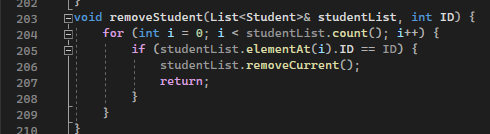 202 }
203 void removeStudent(List<Student>& studentList, int ID) {
204 for (int i = 0; i < studentList.count(); i++) {
205 if (studentList.elementAt(i).ID == ID) {
206 studentList.removeCurrent();
207 return;
208 }
209 }
210 }